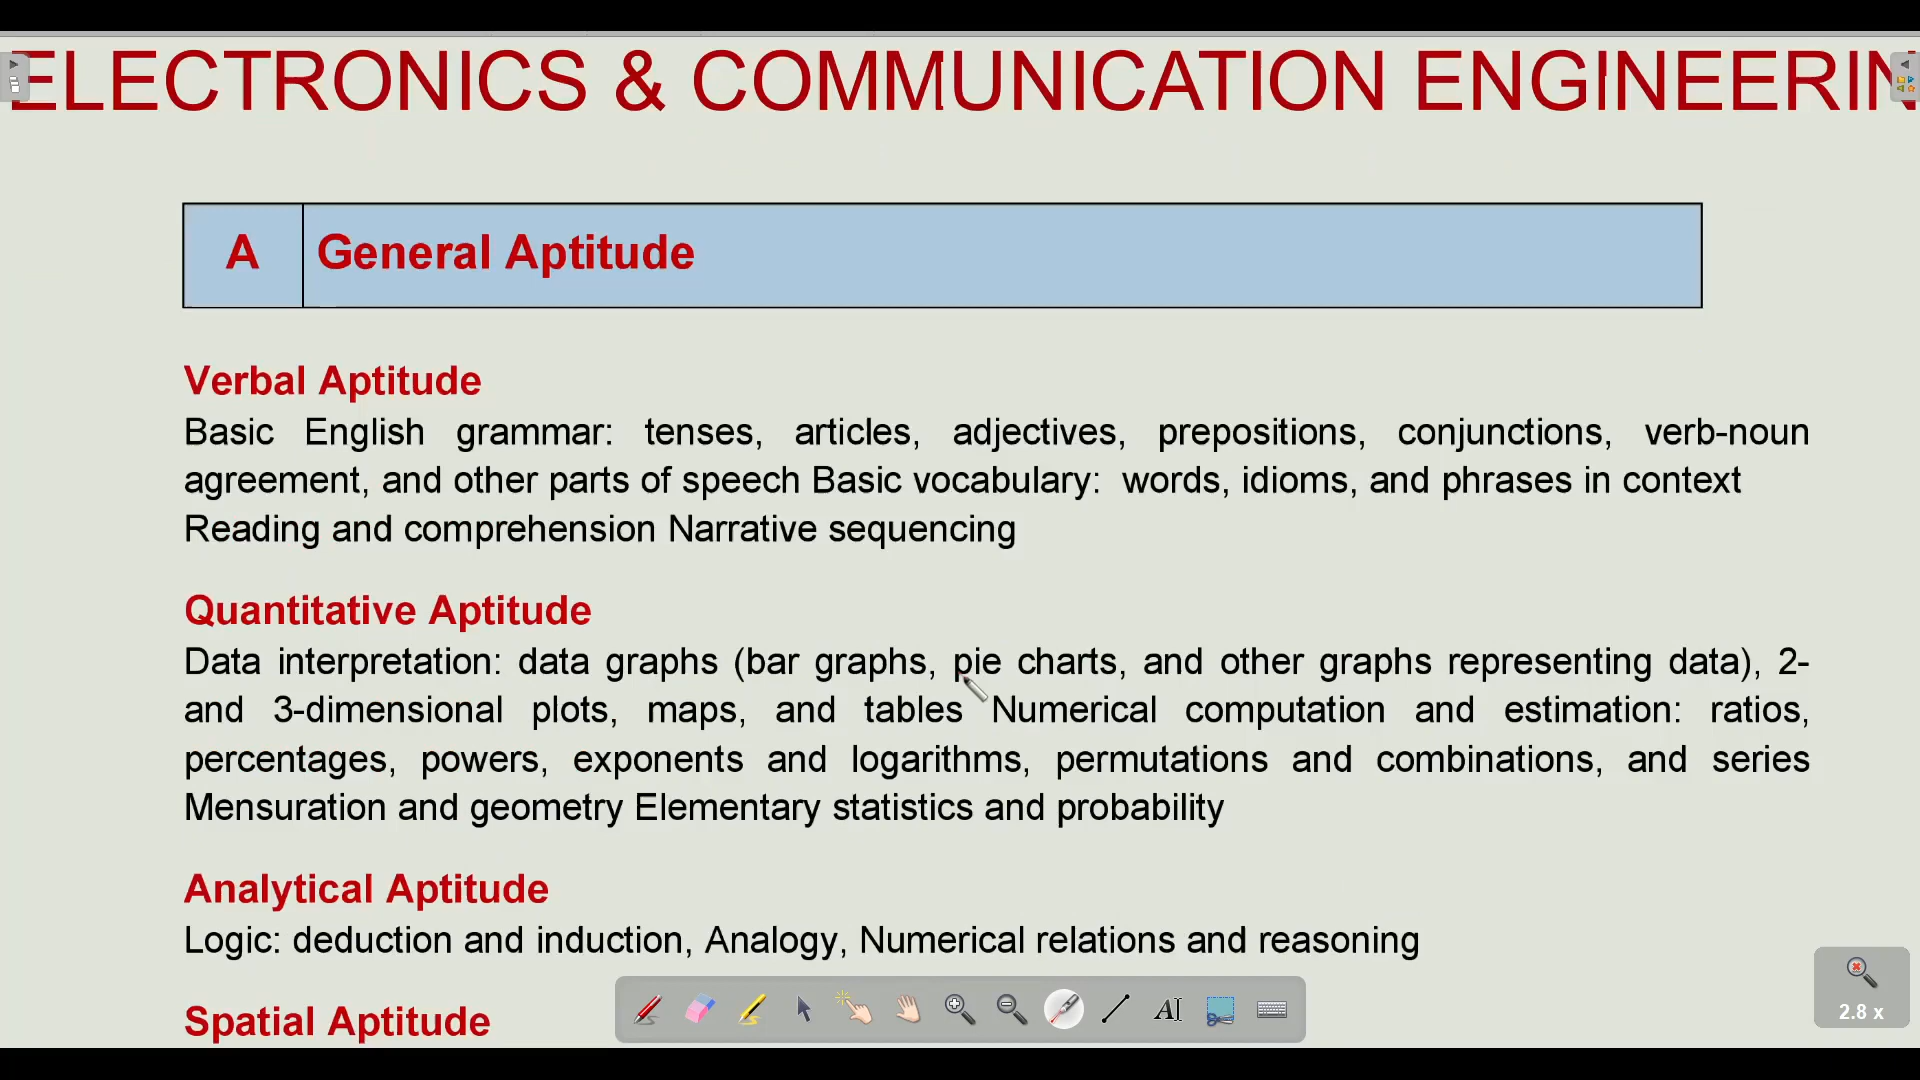 ELECTRONICS & COMMUNICATION ENGINEERIN
A General Aptitude
Verbal Aptitude
Basic English grammar: tenses, articles, adjectives, prepositions, conjunctions, verb-noun
agreement, and other parts of speech Basic vocabulary: words, idioms, and phrases in context
Reading and comprehension Narrative sequencing
Quantitative Aptitude
Data interpretation: data graphs (bar graphs, pie charts, and other graphs representing data), 2-
and 3-dimensional plots, maps, and tables Numerical computation and estimation: ratios,
percentages, powers, exponents and logarithms, permutations and combinations, and series
Mensuration and geometry Elementary statistics and probability
Analytical Aptitude
Logic: deduction and induction, Analogy, Numerical relations and reasoning
Spatial Aptitude
AI
2.8 x